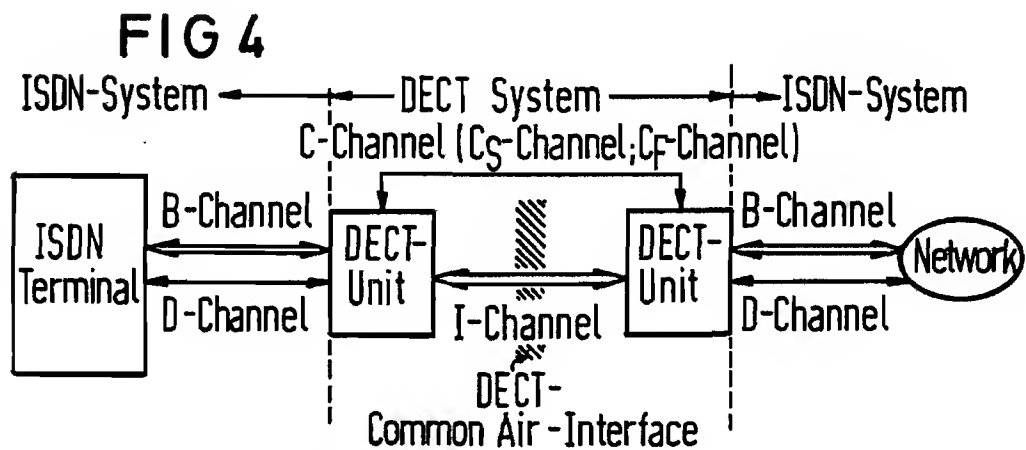 FIG 4
ISDN-System DECT System ISDN-System
C-Channel (CS-Channel; CF-Channel)
ISDN
Terminal
B-Channel
D-Channel
DECT-
Unit
I-Channel
DECT-
Unit
B-Channel
D-Channel
Network
DECT-
Common Air-Interface